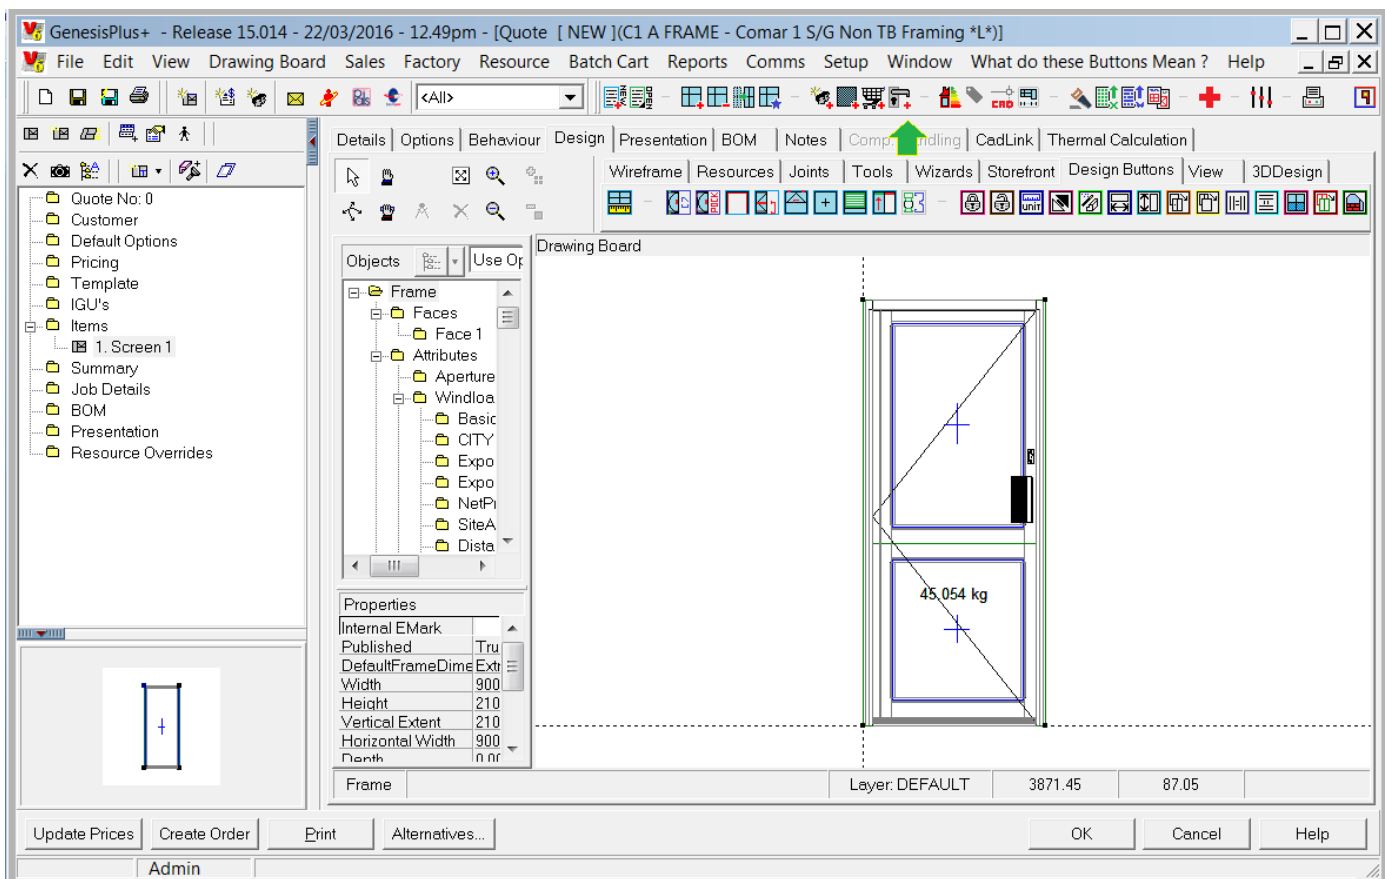 GenesisPlus+ - Release 15.014 - 22/03/2016 - 12.49pm - [Quote [ NEW ](C1 A FRAME - Comar 1 S/G Non TB Framing *L*)]
File Edit View Drawing Board Sales Factory Resource Batch Cart Reports Comms Setup Window What do these Buttons Mean ? Help
<All>
Details Options Behaviour Design Presentation BOM Notes Comp. Handling CadLink Thermal Calculation
Wireframe Resources Joints Tools Wizards Storefront Design Buttons View 3DDesign
Quote No: 0
Customer
Default Options
Pricing
Template
IGU's
Items
1. Screen 1
Summary
Job Details
BOM
Presentation
Resource Overrides
Objects Use Op
Frame
Faces
Face 1
Attributes
Aperture
Windloa
Basic
CITY
Expo
Expo
NetPr
SiteA
Dista
Properties
Internal EMark
Published Tru
DefaultFrameDime Extr
Width 900
Height 210
Vertical Extent 210
Horizontal Width 900
Depth 0.00
Drawing Board
45.054 kg
Frame Layer: DEFAULT 3871.45 87.05
Update Prices Create Order Print Alternatives... OK Cancel Help
Admin